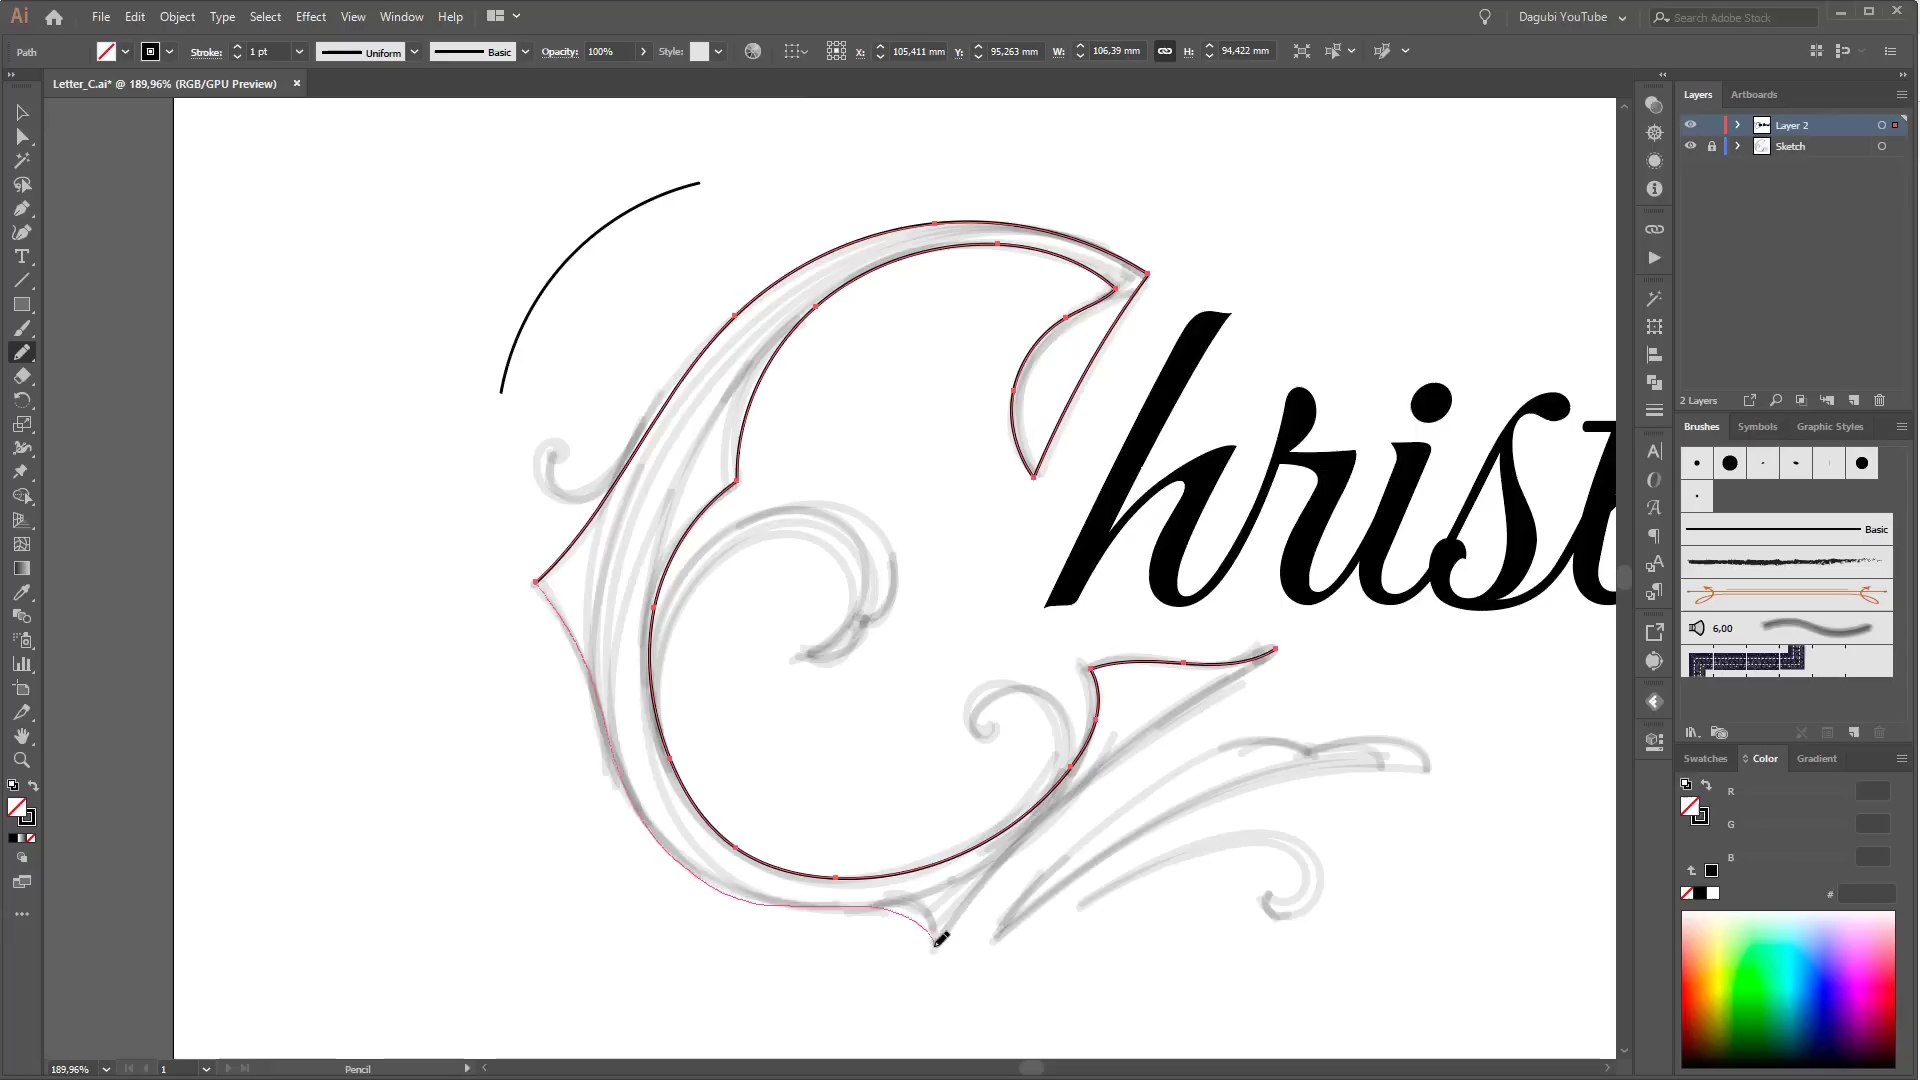 Ai File Edit Object Type Select Effect View Window Help Dagubi YouTube Search Adobe Stock
Path Stroke: 1 pt Uniform Basic Opacity: 100% Style: X: 105,411 mm Y: 95,263 mm W: 106,39 mm H: 94,422 mm
Letter_C.ai* @ 189,96% (RGB/GPU Preview)
Layers Artboards
Layer 2
Sketch
2 Layers
Brushes Symbols Graphic Styles
Basic
6,00
Swatches Color Gradient
R
G
B
#
Christ
189,96% 1 Pencil